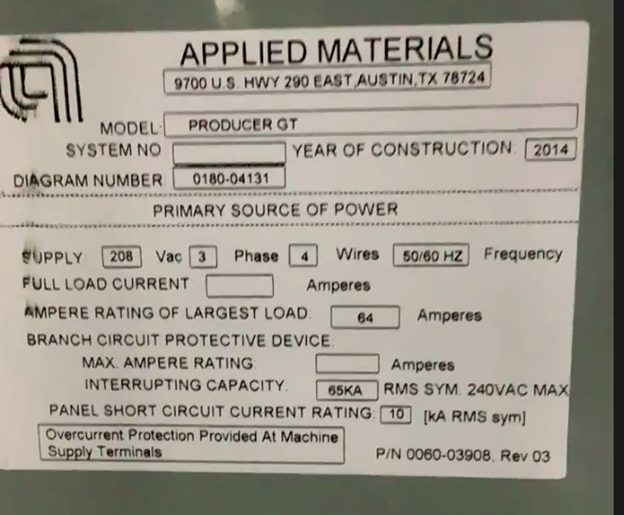 APPLIED MATERIALS
9700 U.S. HWY 290 EAST,AUSTIN,TX 78724
MODEL: PRODUCER GT
SYSTEM NO YEAR OF CONSTRUCTION: 2014
DIAGRAM NUMBER 0180-04131
PRIMARY SOURCE OF POWER
SUPPLY 208 Vac 3 Phase 4 Wires 50/60 HZ Frequency
FULL LOAD CURRENT Amperes
AMPERE RATING OF LARGEST LOAD: 64 Amperes
BRANCH CIRCUIT PROTECTIVE DEVICE:
MAX. AMPERE RATING: Amperes
INTERRUPTING CAPACITY: 65KA RMS SYM. 240VAC MAX
PANEL SHORT CIRCUIT CURRENT RATING: 10 [kA RMS sym]
Overcurrent Protection Provided At Machine
Supply Terminals
P/N 0060-03908, Rev 03